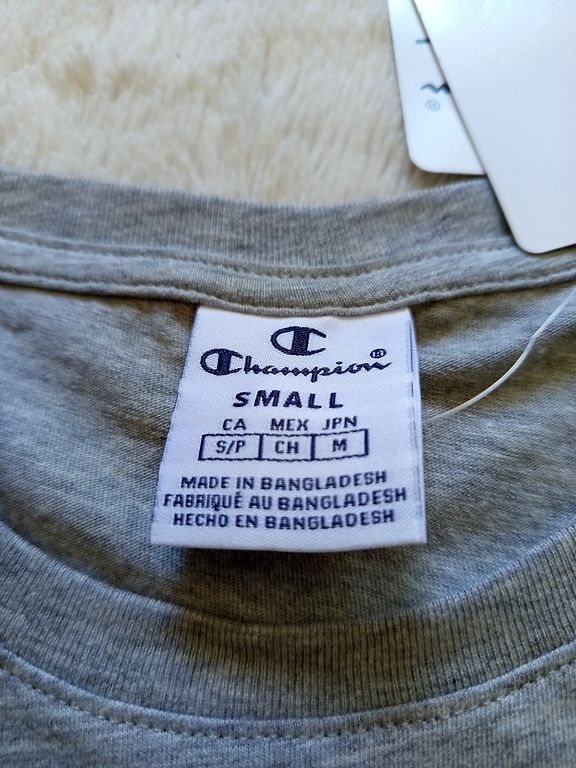 Champion®
SMALL
CA MEX JPN
S/P CH M
MADE IN BANGLADESH
FABRIQUÉ AU BANGLADESH
HECHO EN BANGLADESH
®